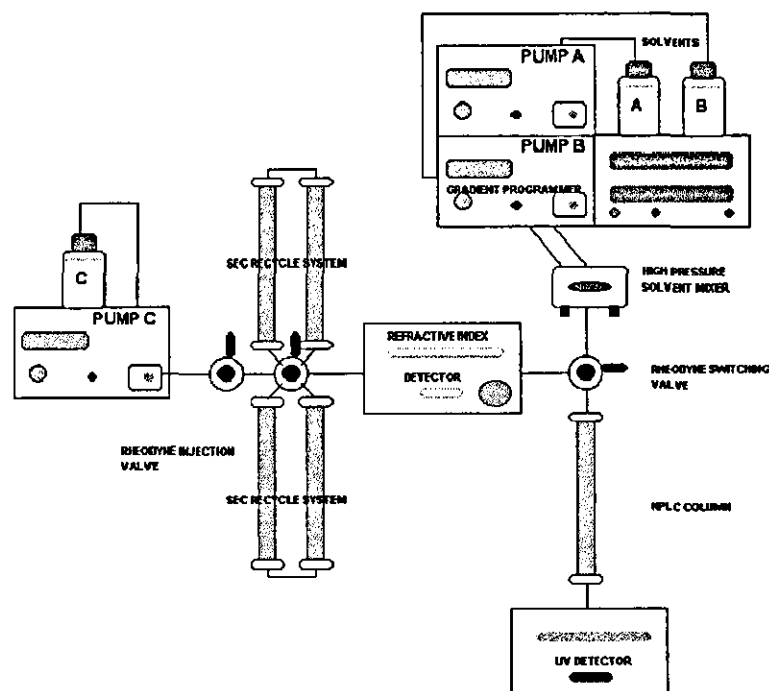 SOLVENTS
PUMP A
A
B
PUMP B
GRADIENT PROGRAMMER
SEC RECYCLE SYSTEM
C
PUMP C
HIGH PRESSURE
SOLVENT MIXER
REFRACTIVE INDEX
DETECTOR
RHEODYNE SWITCHING
VALVE
RHEODYNE INJECTION
VALVE
SEC RECYCLE SYSTEM
HPLC COLUMN
UV DETECTOR